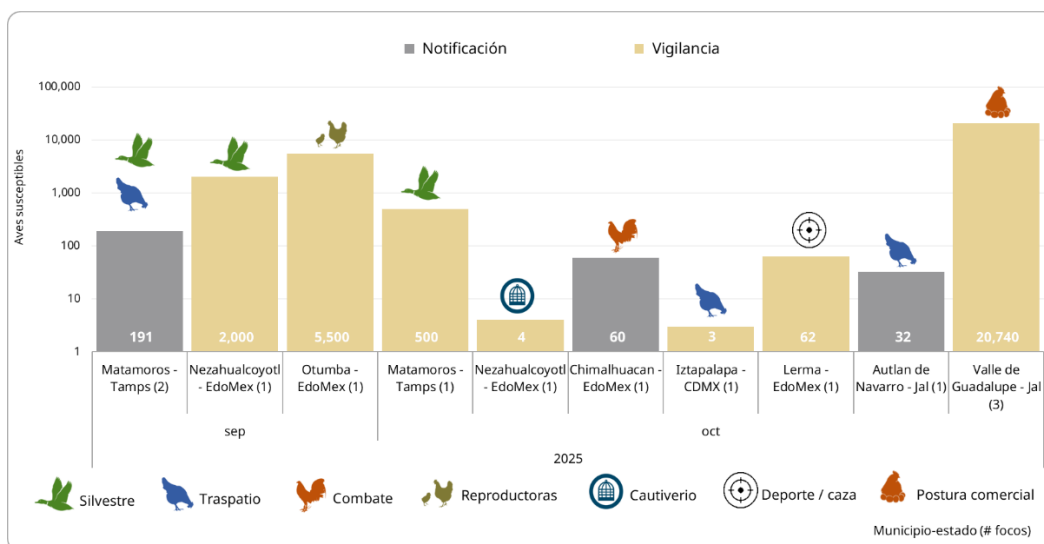 Notificación
Vigilancia
Aves susceptibles
100,000
10,000
1,000
100
10
1
191
2,000
5,500
500
4
60
3
62
32
20,740
Matamoros -
Tamps (2)
Nezahualcoyotl
- EdoMex (1)
Otumba -
EdoMex (1)
Matamoros -
Tamps (1)
Nezahualcoyotl
- EdoMex (1)
Chimalhuacan -
EdoMex (1)
Iztapalapa -
CDMX (1)
Lerma -
EdoMex (1)
Autlan de
Navarro - Jal (1)
Valle de
Guadalupe - Jal
(3)
sep
oct
2025
Silvestre
Traspatio
Combate
Reproductoras
Cautiverio
Deporte / caza
Postura comercial
Municipio-estado (# focos)